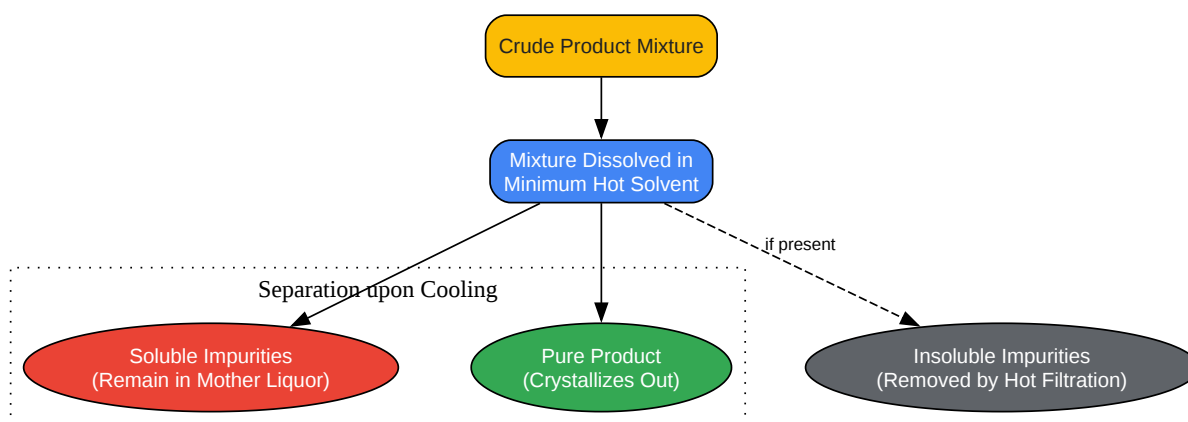 Crude Product Mixture
Mixture Dissolved in
Minimum Hot Solvent
if present
Separation upon Cooling
Soluble Impurities
(Remain in Mother Liquor)
Pure Product
(Crystallizes Out)
Insoluble Impurities
(Removed by Hot Filtration)